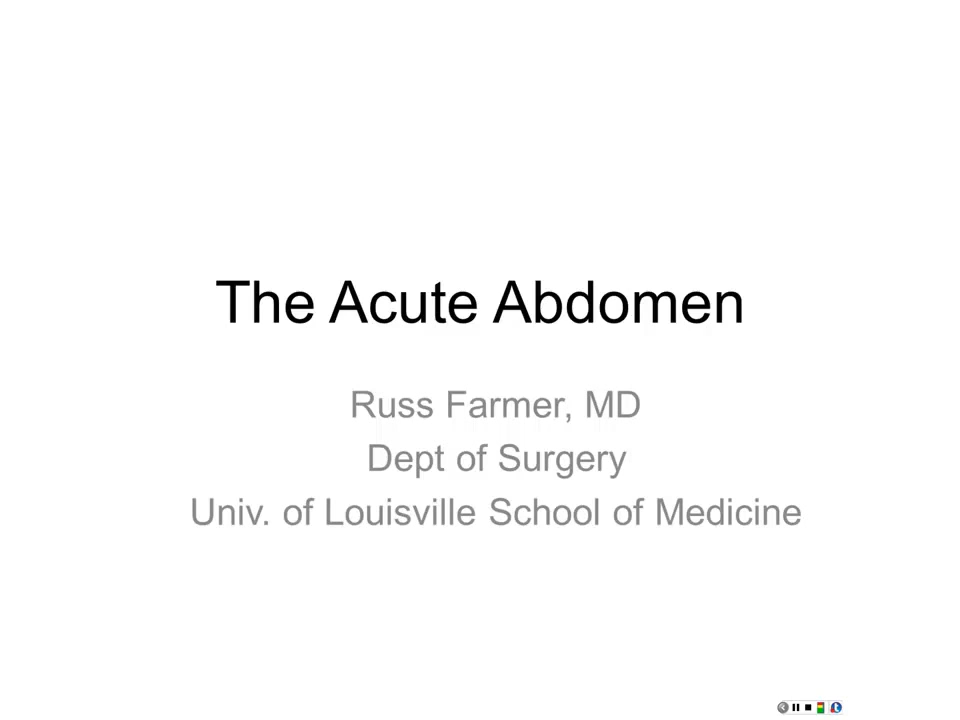 The Acute Abdomen
Russ Farmer, MD
Dept of Surgery
Univ. of Louisville School of Medicine